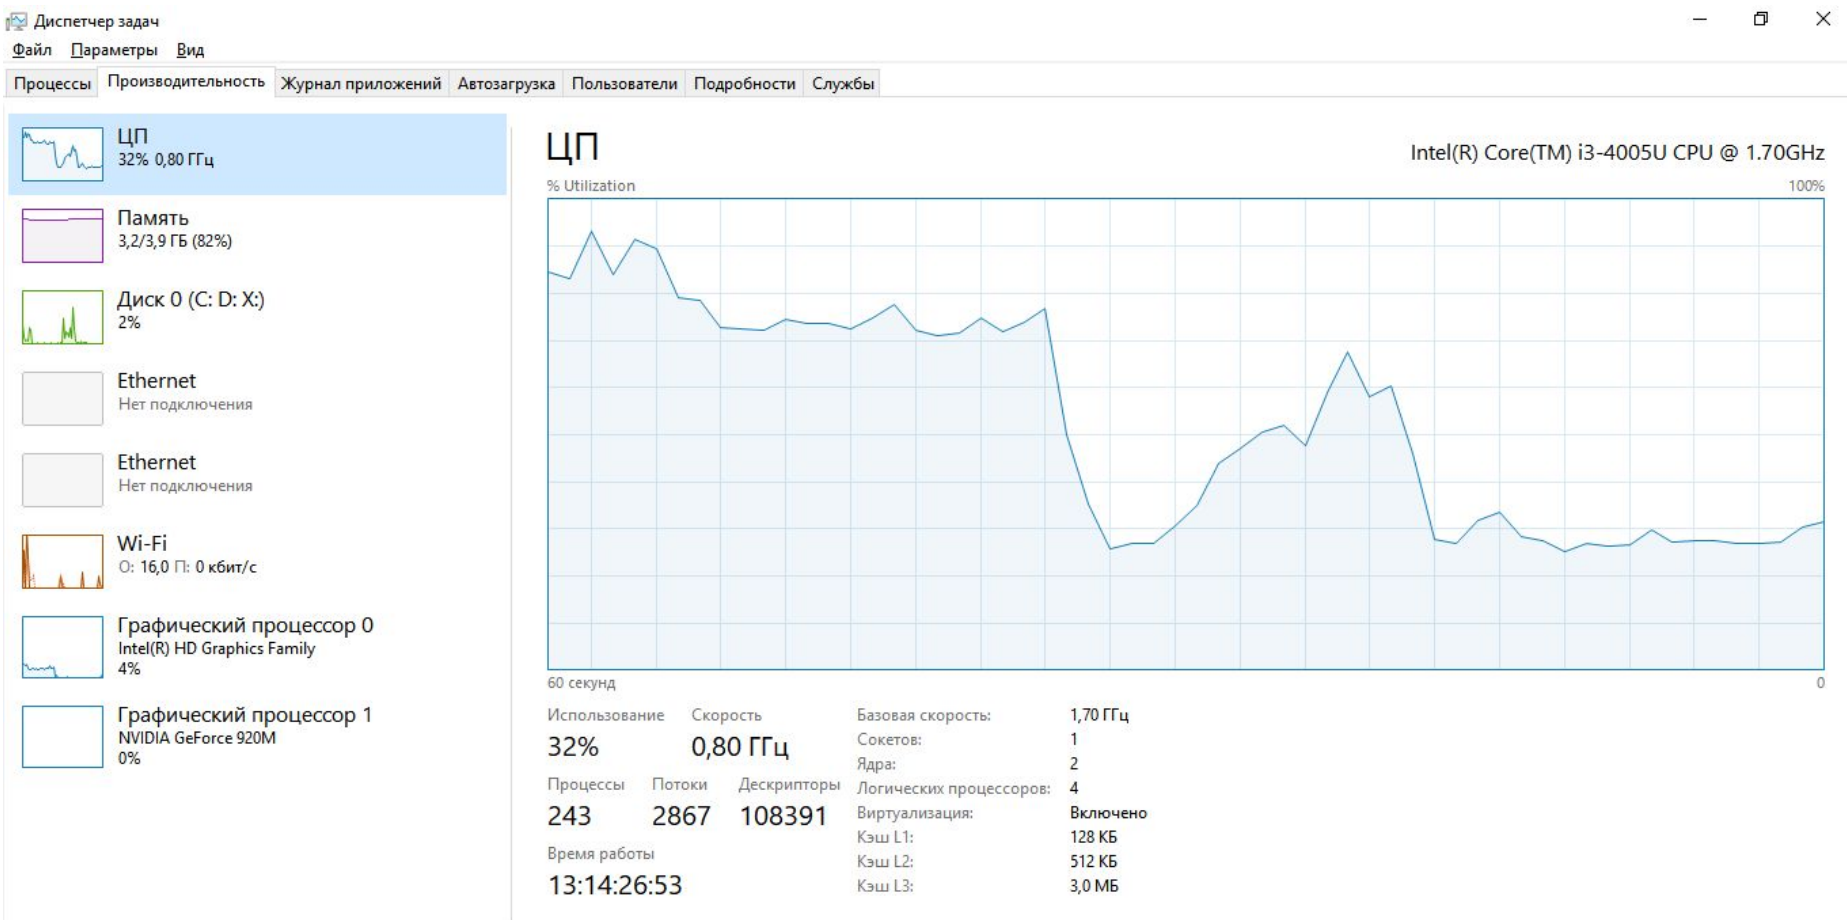 Диспетчер задач
Файл Параметры Вид
Процессы Производительность Журнал приложений Автозагрузка Пользователи Подробности Службы
ЦП
32% 0,80 ГГц
Память
3,2/3,9 ГБ (82%)
Диск 0 (C: D: X:)
2%
Ethernet
Нет подключения
Ethernet
Нет подключения
Wi-Fi
О: 16,0 П: 0 кбит/с
Графический процессор 0
Intel(R) HD Graphics Family
4%
Графический процессор 1
NVIDIA GeForce 920M
0%
ЦП Intel(R) Core(TM) i3-4005U CPU @ 1.70GHz
% Utilization 100%
60 секунд 0
Использование Скорость
32% 0,80 ГГц
Процессы Потоки Дескрипторы
243 2867 108391
Время работы
13:14:26:53
Базовая скорость: 1,70 ГГц
Сокетов: 1
Ядра: 2
Логических процессоров: 4
Виртуализация: Включено
Кэш L1: 128 КБ
Кэш L2: 512 КБ
Кэш L3: 3,0 МБ